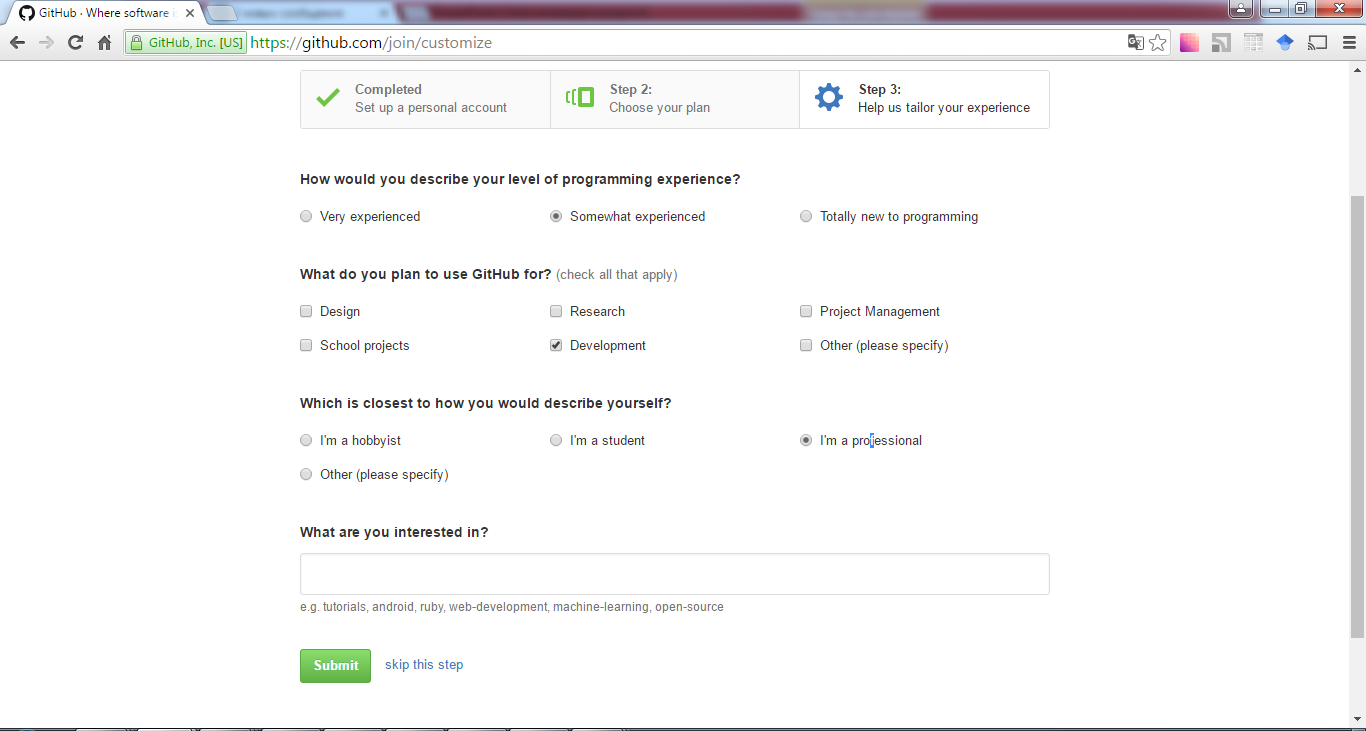 GitHub · Where software
GitHub, Inc. [US] https://github.com/join/customize
Completed
Set up a personal account
Step 2:
Choose your plan
Step 3:
Help us tailor your experience
How would you describe your level of programming experience?
Very experienced
Somewhat experienced
Totally new to programming
What do you plan to use GitHub for? (check all that apply)
Design
Research
Project Management
School projects
Development
Other (please specify)
Which is closest to how you would describe yourself?
I'm a hobbyist
I'm a student
I'm a professional
Other (please specify)
What are you interested in?
e.g. tutorials, android, ruby, web-development, machine-learning, open-source
Submit
skip this step